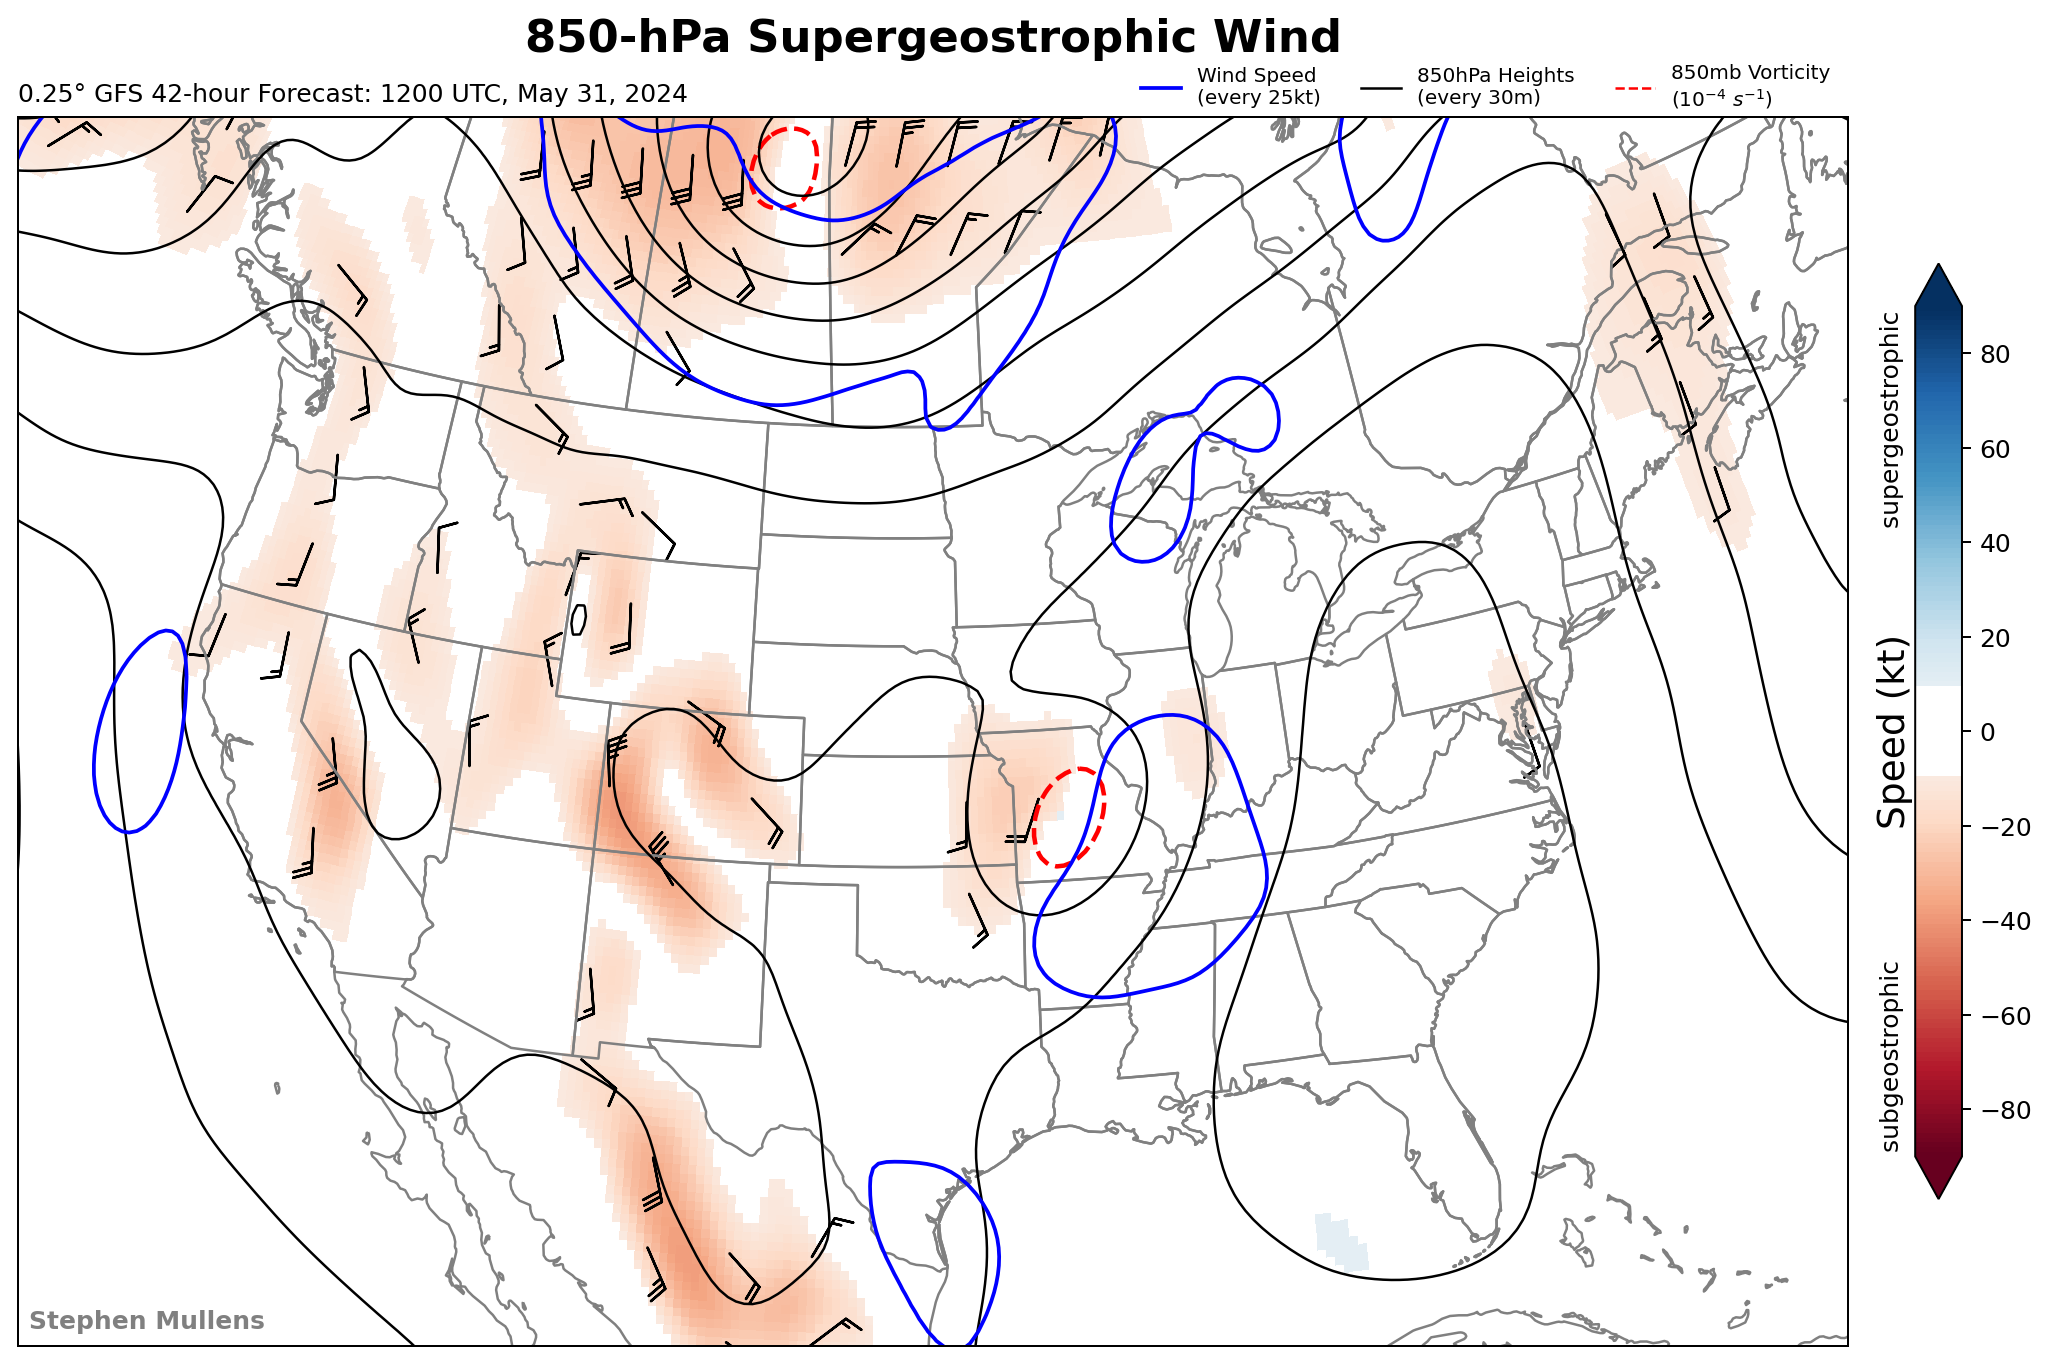 850-hPa Supergeostrophic Wind
0.25° GFS 42-hour Forecast: 1200 UTC, May 31, 2024
Wind Speed
(every 25kt)
850hPa Heights
(every 30m)
850mb Vorticity
(10⁻⁴ s⁻¹)
supergeostrophic
Speed (kt)
subgeostrophic
80
60
40
20
0
−20
−40
−60
−80
Stephen Mullens